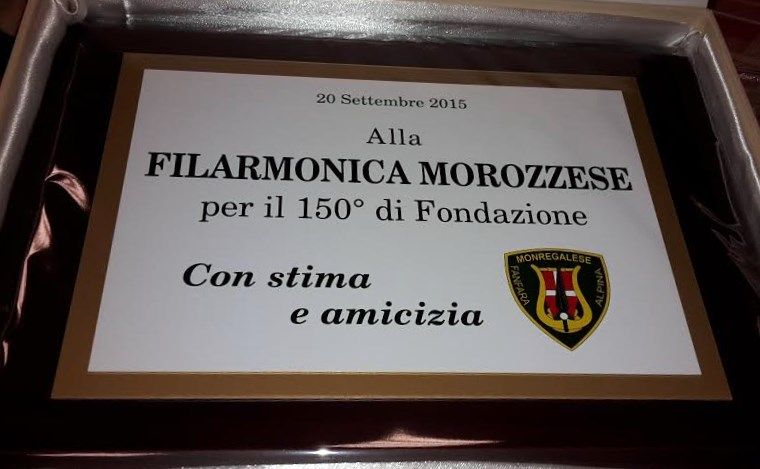 20 Settembre 2015
Alla
FILARMONICA MOROZZESE
per il 150° di Fondazione
Con stima
e amicizia
MONREGALESE
FANFARA
ALPINA